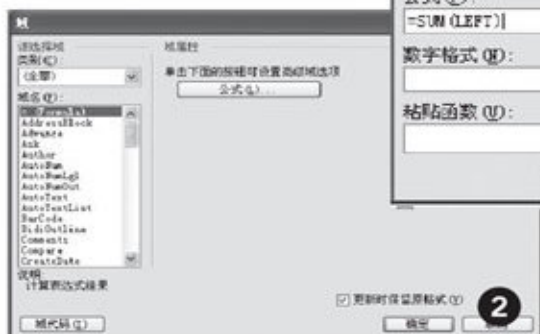 域
请选择域
类别(C):
(全部)
域名(F):
= (Formula)
AddressBlock
Advance
Ask
Author
AutoNum
AutoNumLgl
AutoNumOut
AutoText
AutoTextList
BarCode
BidiOutline
Comments
Compare
CreateDate
说明:
计算表达式结果
域代码(I)
域属性
单击下面的按钮可设置高级域选项
公式(L)...
更新时保留原格式(V)
确定
2
公式(F):
=SUM(LEFT)
数字格式(N):
粘贴函数(U):